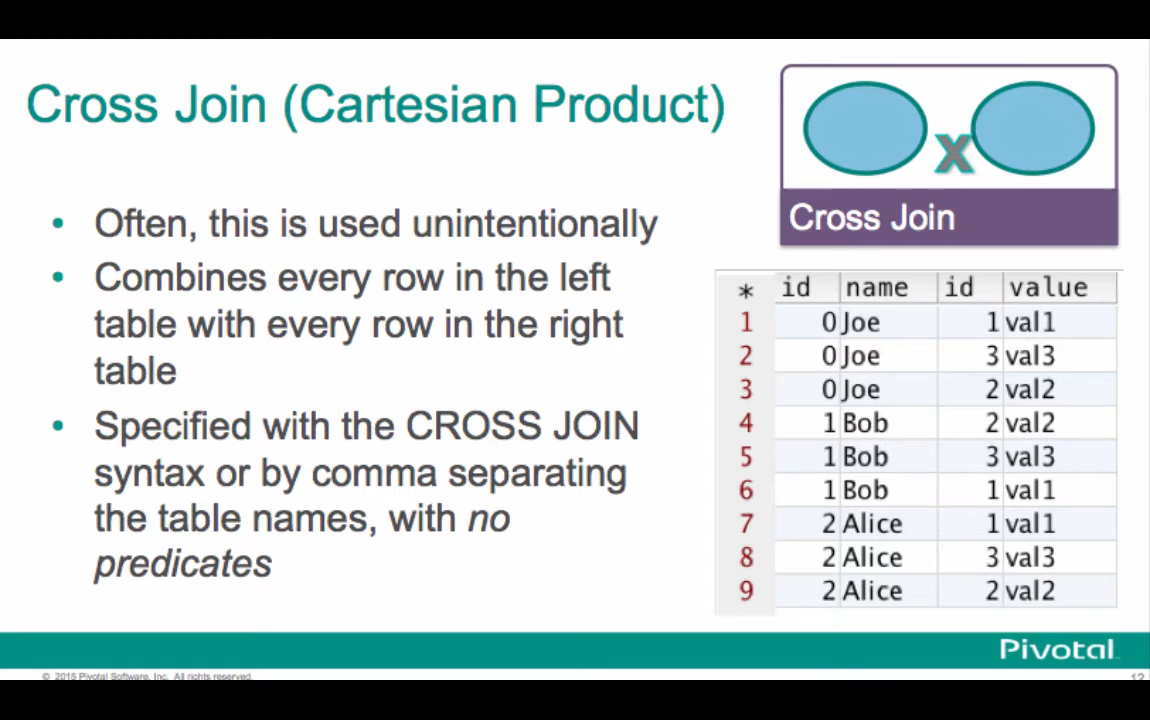 Cross Join (Cartesian Product)
x
Cross Join
• Often, this is used unintentionally
• Combines every row in the left
table with every row in the right
table
• Specified with the CROSS JOIN
syntax or by comma separating
the table names, with no
predicates
* id name id value
1 0 Joe 1 val1
2 0 Joe 3 val3
3 0 Joe 2 val2
4 1 Bob 2 val2
5 1 Bob 3 val3
6 1 Bob 1 val1
7 2 Alice 1 val1
8 2 Alice 3 val3
9 2 Alice 2 val2
Pivotal
© 2015 Pivotal Software, Inc. All rights reserved.
12